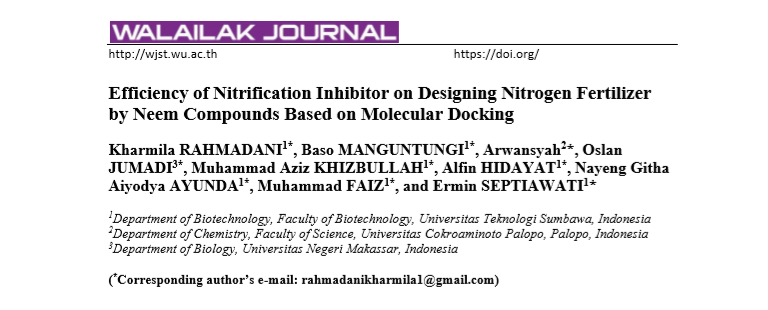 WALAILAK JOURNAL
http://wjst.wu.ac.th https://doi.org/
Efficiency of Nitrification Inhibitor on Designing Nitrogen Fertilizer
by Neem Compounds Based on Molecular Docking
Kharmila RAHMADANI¹*, Baso MANGUNTUNGI¹*, Arwansyah²*, Oslan
JUMADI³*, Muhammad Aziz KHIZBULLAH¹*, Alfin HIDAYAT¹*, Nayeng Githa
Aiyodya AYUNDA¹*, Muhammad FAIZ¹*, and Ermin SEPTIAWATI¹*
¹Department of Biotechnology, Faculty of Biotechnology, Universitas Teknologi Sumbawa, Indonesia
²Department of Chemistry, Faculty of Science, Universitas Cokroaminoto Palopo, Palopo, Indonesia
³Department of Biology, Universitas Negeri Makassar, Indonesia
(*Corresponding author's e-mail: rahmadanikharmila1@gmail.com)